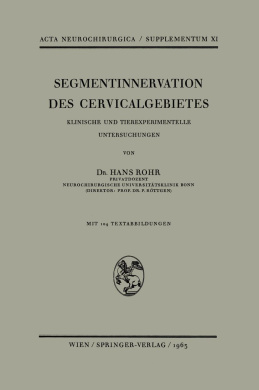 ACTA NEUROCHIRURGICA / SUPPLEMENTUM XI
SEGMENTINNERVATION
DES CERVICALGEBIETES
KLINISCHE UND TIEREXPERIMENTELLE
UNTERSUCHUNGEN
VON
DR. HANS ROHR
PRIVATDOZENT
NEUROCHIRURGISCHE UNIVERSITÄTSKLINIK BONN
(DIREKTOR: PROF. DR. P. RÖTTGEN)
MIT 104 TEXTABBILDUNGEN
WIEN / SPRINGER-VERLAG / 1963